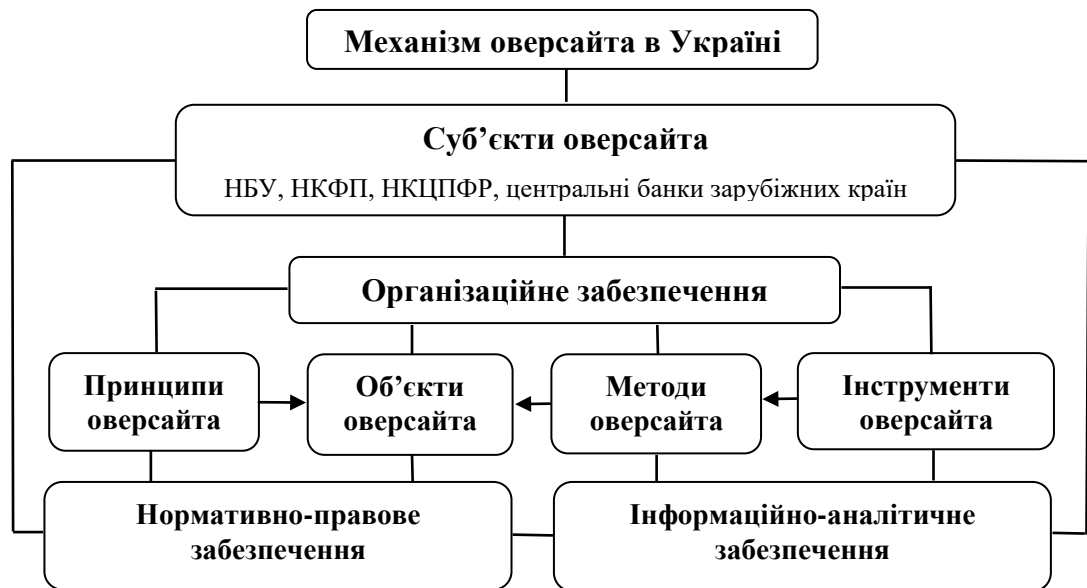 Механізм оверсайта в Україні
Суб’єкти оверсайта
НБУ, НКФП, НКЦПФР, центральні банки зарубіжних країн
Організаційне забезпечення
Принципи
оверсайта
Об’єкти
оверсайта
Методи
оверсайта
Інструменти
оверсайта
Нормативно-правове
забезпечення
Інформаційно-аналітичне
забезпечення